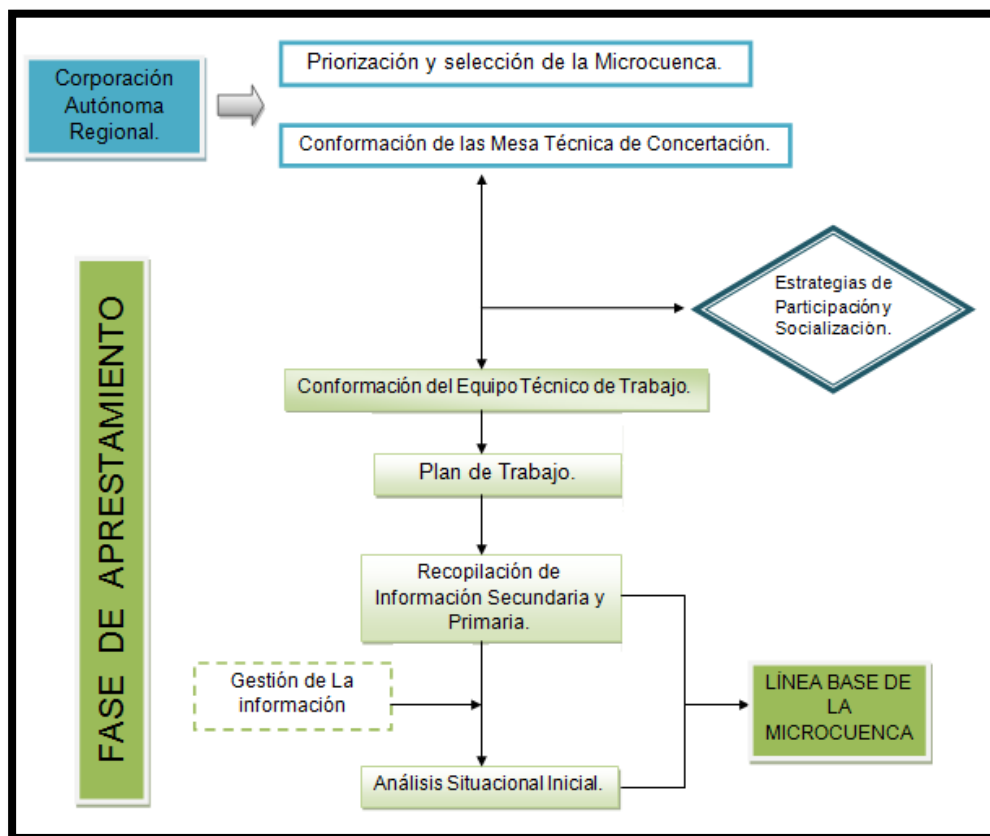 Corporación
Autónoma
Regional.
Priorización y selección de la Microcuenca.
Conformación de las Mesa Técnica de Concertación.
Estrategias de
Participación y
Socialización.
FASE DE APRESTAMIENTO
Conformación del Equipo Técnico de Trabajo.
Plan de Trabajo.
Recopilación de
Información Secundaria y
Primaria.
Gestión de La
información
LÍNEA BASE DE
LA
MICROCUENCA
Análisis Situacional Inicial.